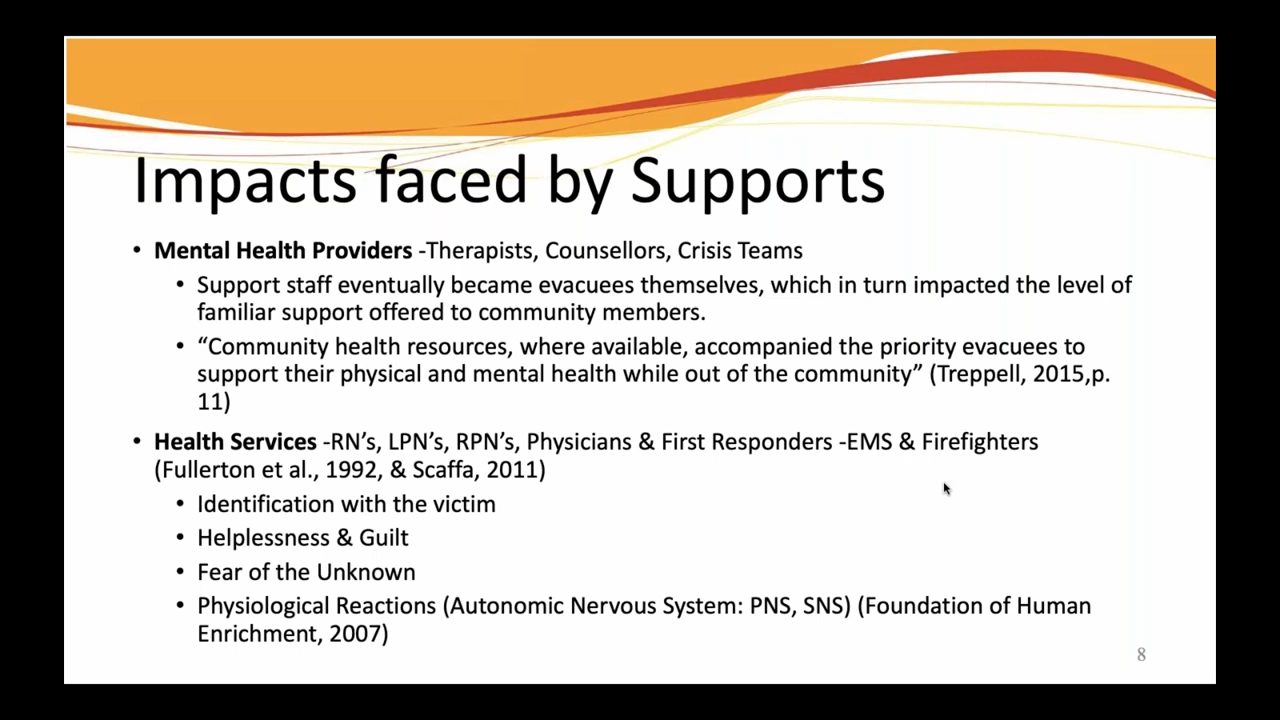 Impacts faced by Supports
• Mental Health Providers -Therapists, Counsellors, Crisis Teams
• Support staff eventually became evacuees themselves, which in turn impacted the level of
familiar support offered to community members.
• “Community health resources, where available, accompanied the priority evacuees to
support their physical and mental health while out of the community” (Treppell, 2015,p.
11)
• Health Services -RN’s, LPN’s, RPN’s, Physicians & First Responders -EMS & Firefighters
(Fullerton et al., 1992, & Scaffa, 2011)
• Identification with the victim
• Helplessness & Guilt
• Fear of the Unknown
• Physiological Reactions (Autonomic Nervous System: PNS, SNS) (Foundation of Human
Enrichment, 2007)
8